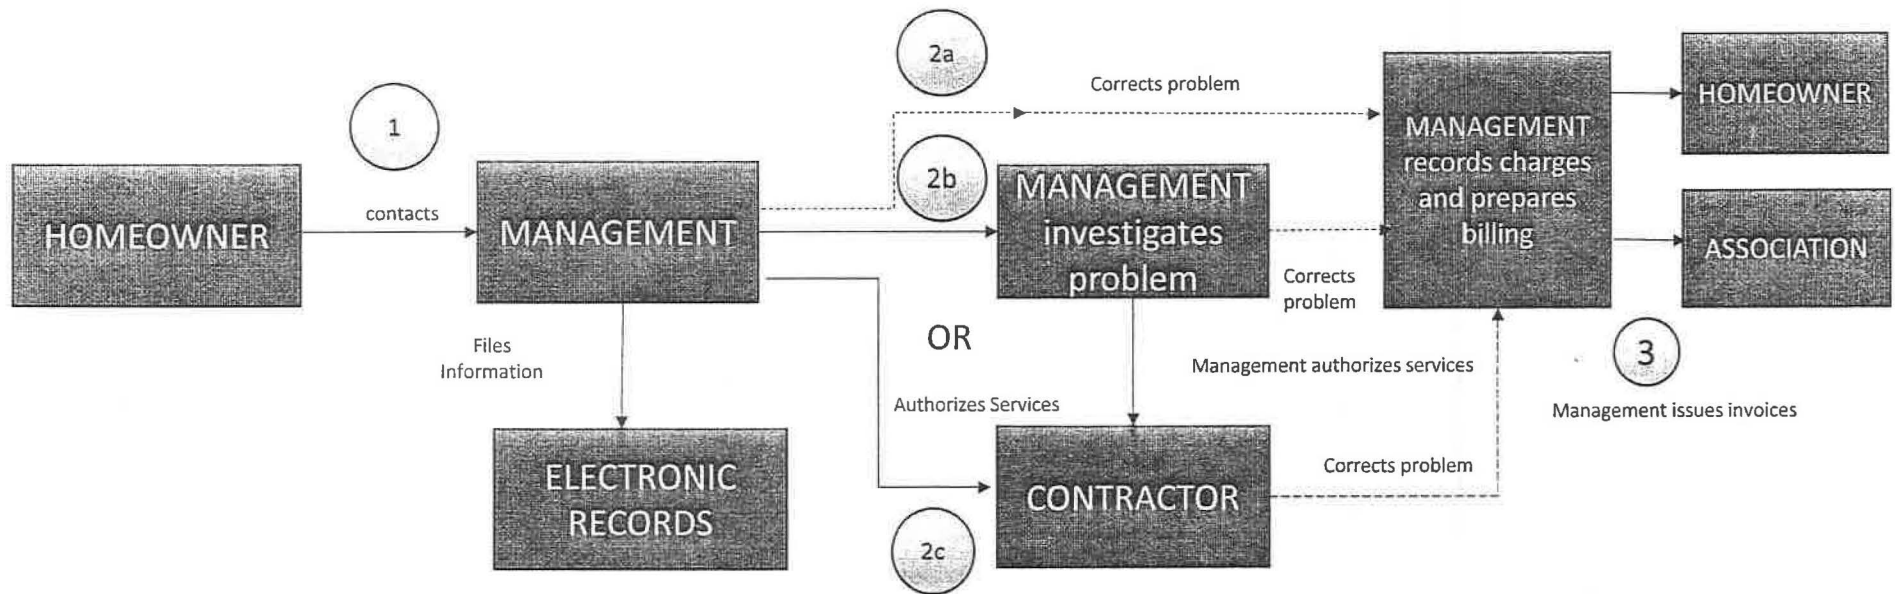 1
HOMEOWNER
contacts
MANAGEMENT
Files
Information
ELECTRONIC
RECORDS
2a
Corrects problem
2b
MANAGEMENT
investigates
problem
Corrects
problem
OR
Authorizes Services
2c
CONTRACTOR
Management authorizes services
Corrects problem
MANAGEMENT
records charges
and prepares
billing
HOMEOWNER
ASSOCIATION
3
Management issues invoices